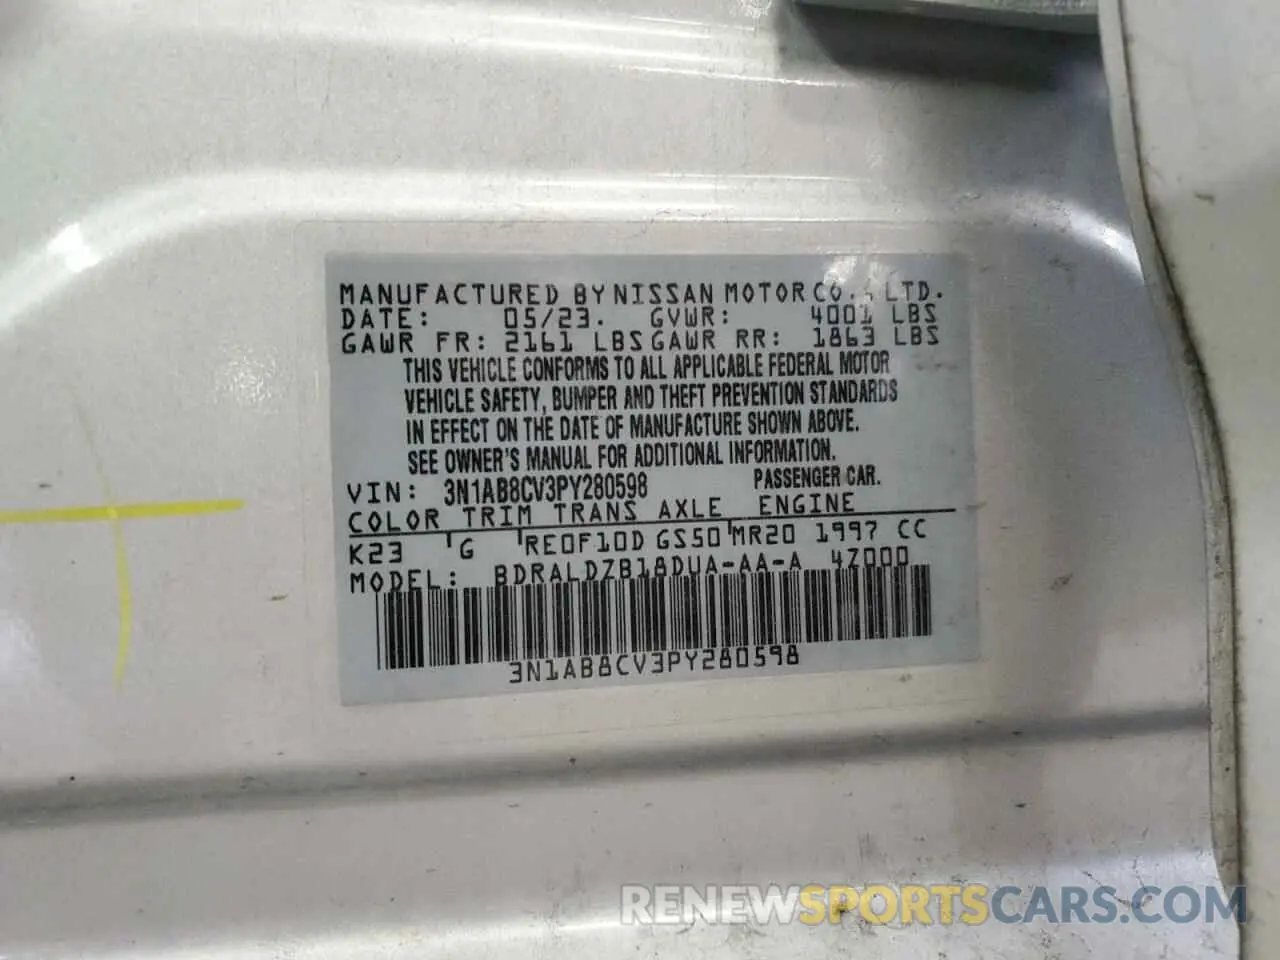 MANUFACTURED BY NISSAN MOTOR CO., LTD.
DATE: 05/23. GVWR: 4001 LBS
GAWR FR: 2161 LBS GAWR RR: 1863 LBS
THIS VEHICLE CONFORMS TO ALL APPLICABLE FEDERAL MOTOR
VEHICLE SAFETY, BUMPER AND THEFT PREVENTION STANDARDS
IN EFFECT ON THE DATE OF MANUFACTURE SHOWN ABOVE.
SEE OWNER'S MANUAL FOR ADDITIONAL INFORMATION.
VIN: 3N1AB8CV3PY280598 PASSENGER CAR.
COLOR TRIM TRANS AXLE ENGINE
K23 G RE0F10D GS50 MR20 1997 CC
MODEL: BDRALDZB18DUA-AA-A 4Z000
3N1AB8CV3PY280598
RENEWSPORTSCARS.COM